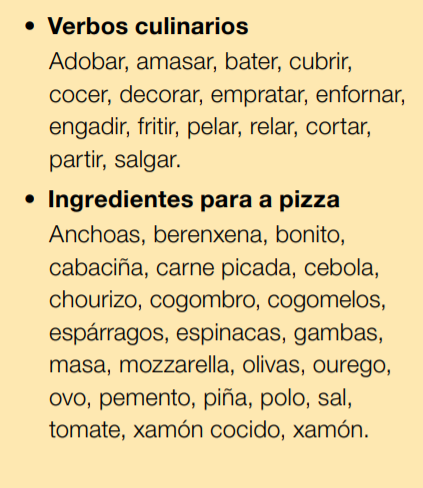 • Verbos culinarios
Adobar, amasar, bater, cubrir,
cocer, decorar, empratar, enfornar,
engadir, fritir, pelar, relar, cortar,
partir, salgar.
• Ingredientes para a pizza
Anchoas, berenxena, bonito,
cabaciña, carne picada, cebola,
chourizo, cogombro, cogomelos,
espárragos, espinacas, gambas,
masa, mozzarella, olivas, ourego,
ovo, pemento, piña, polo, sal,
tomate, xamón cocido, xamón.